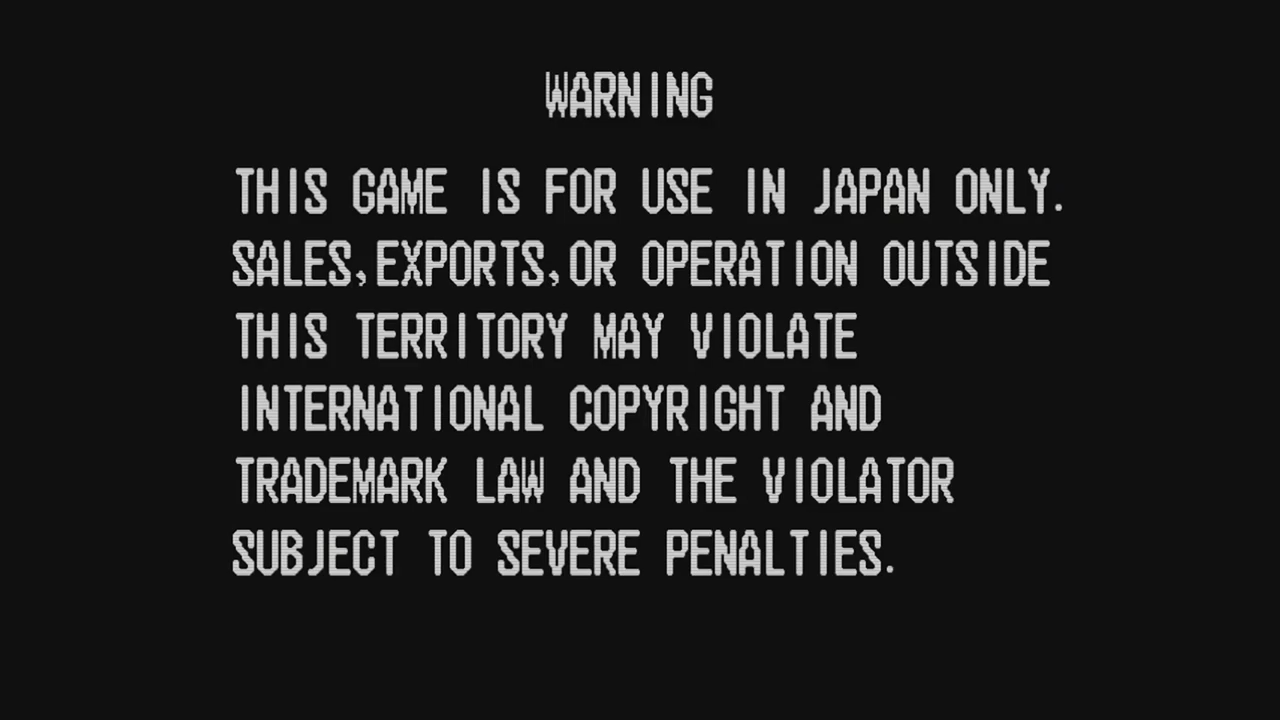 WARNING
THIS GAME IS FOR USE IN JAPAN ONLY.
SALES,EXPORTS,OR OPERATION OUTSIDE
THIS TERRITORY MAY VIOLATE
INTERNATIONAL COPYRIGHT AND
TRADEMARK LAW AND THE VIOLATOR
SUBJECT TO SEVERE PENALTIES.